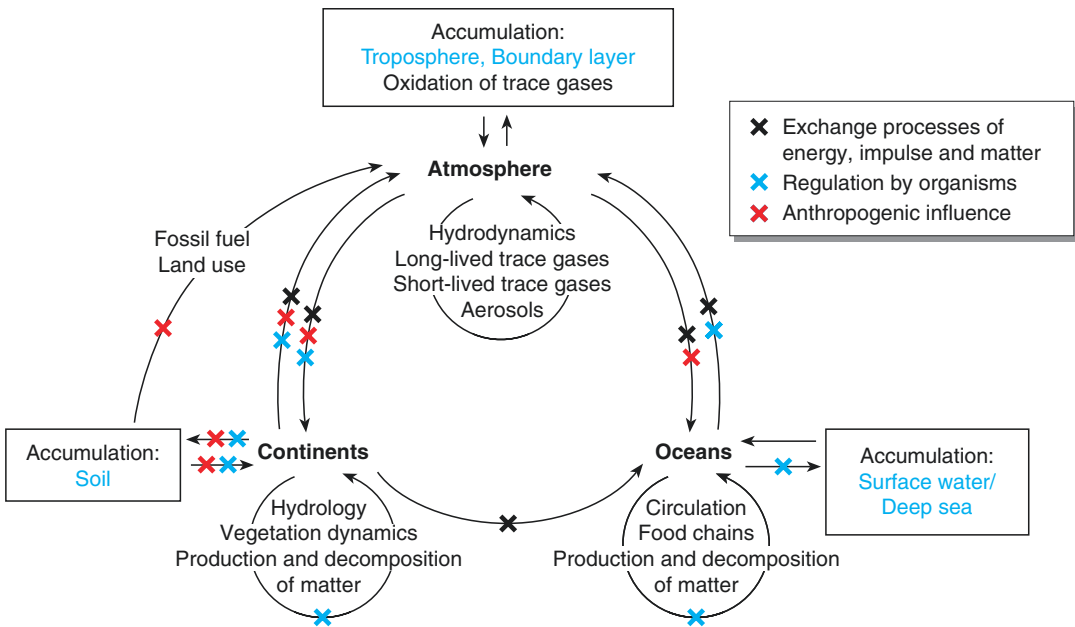 Accumulation:
Troposphere, Boundary layer
Oxidation of trace gases
Exchange processes of
energy, impulse and matter
Regulation by organisms
Anthropogenic influence
Atmosphere
Fossil fuel
Land use
Hydrodynamics
Long-lived trace gases
Short-lived trace gases
Aerosols
Accumulation:
Soil
Continents
Oceans
Accumulation:
Surface water/
Deep sea
Hydrology
Vegetation dynamics
Production and decomposition
of matter
Circulation
Food chains
Production and decomposition
of matter